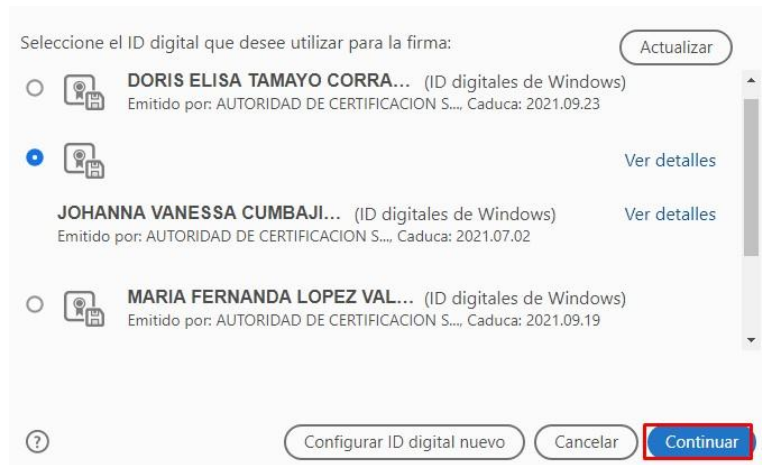 Seleccione el ID digital que desee utilizar para la firma:
Actualizar
DORIS ELISA TAMAYO CORRA... (ID digitales de Windows)
Emitido por: AUTORIDAD DE CERTIFICACION S..., Caduca: 2021.09.23
Ver detalles
JOHANNA VANESSA CUMBAJI... (ID digitales de Windows)
Ver detalles
Emitido por: AUTORIDAD DE CERTIFICACION S..., Caduca: 2021.07.02
MARIA FERNANDA LOPEZ VAL... (ID digitales de Windows)
Emitido por: AUTORIDAD DE CERTIFICACION S..., Caduca: 2021.09.19
?
Configurar ID digital nuevo
Cancelar
Continuar